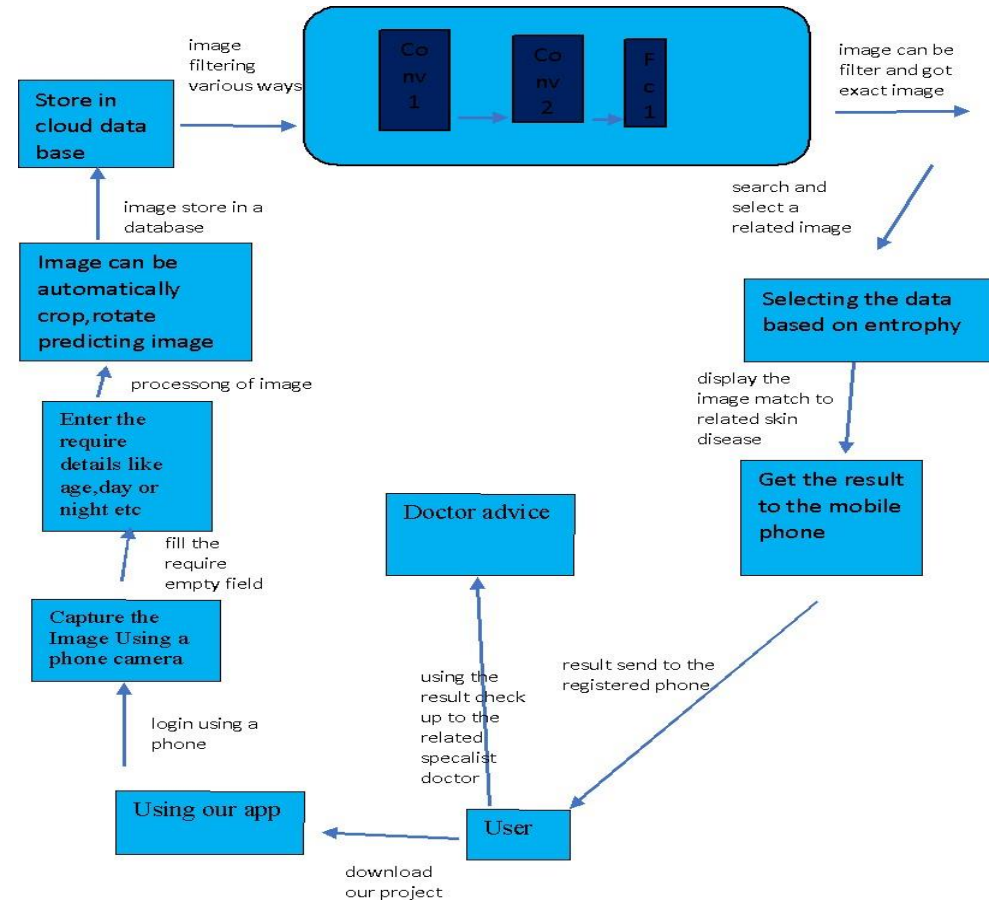 image
filtering
various ways
Co
nv
1
Co
nv
2
F
c
1
image can be
filter and got
exact image
Store in
cloud data
base
search and
select a
related image
image store in a
database
Image can be
automatically
crop,rotate
predicting image
Selecting the data
based on entrophy
processong of image
display the
image match to
related skin
disease
Enter the
require
details like
age,day or
night etc
Get the result
to the mobile
phone
Doctor advice
fill the
require
empty field
Capture the
Image Using a
phone camera
result send to the
registered phone
using the
result check
up to the
related
specalist
doctor
login using a
phone
Using our app
User
download
our project